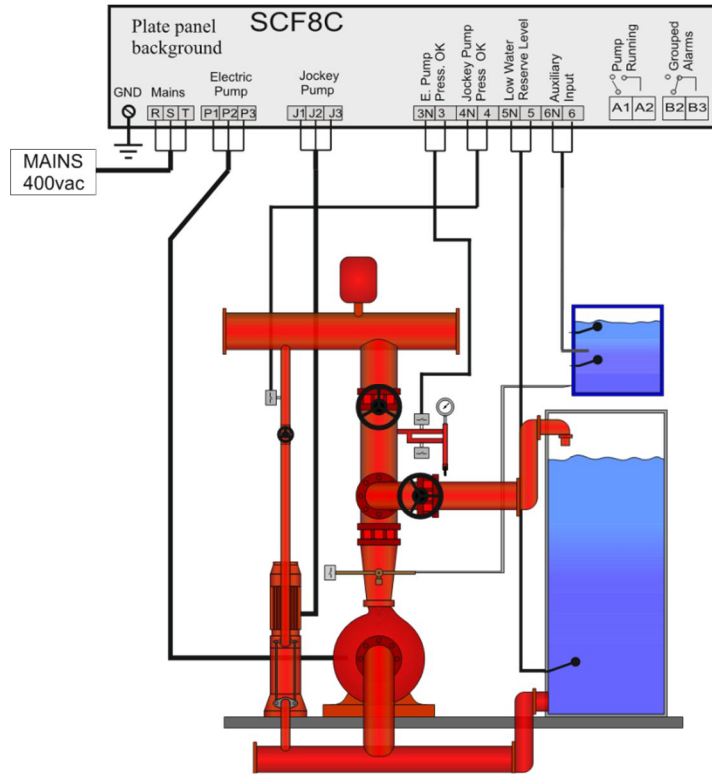 Plate panel
background
SCF8C
GND
Mains
Electric
Pump
Jockey
Pump
E. Pump
Press. OK
Jockey Pump
Press OK
Low Water
Reserve Level
Auxiliary
Input
Pump
Running
Grouped
Alarms
R S T P1 P2 P3 J1 J2 J3 3N 3 4N 4 5N 5 6N 6 A1 A2 B2 B3
MAINS
400vac